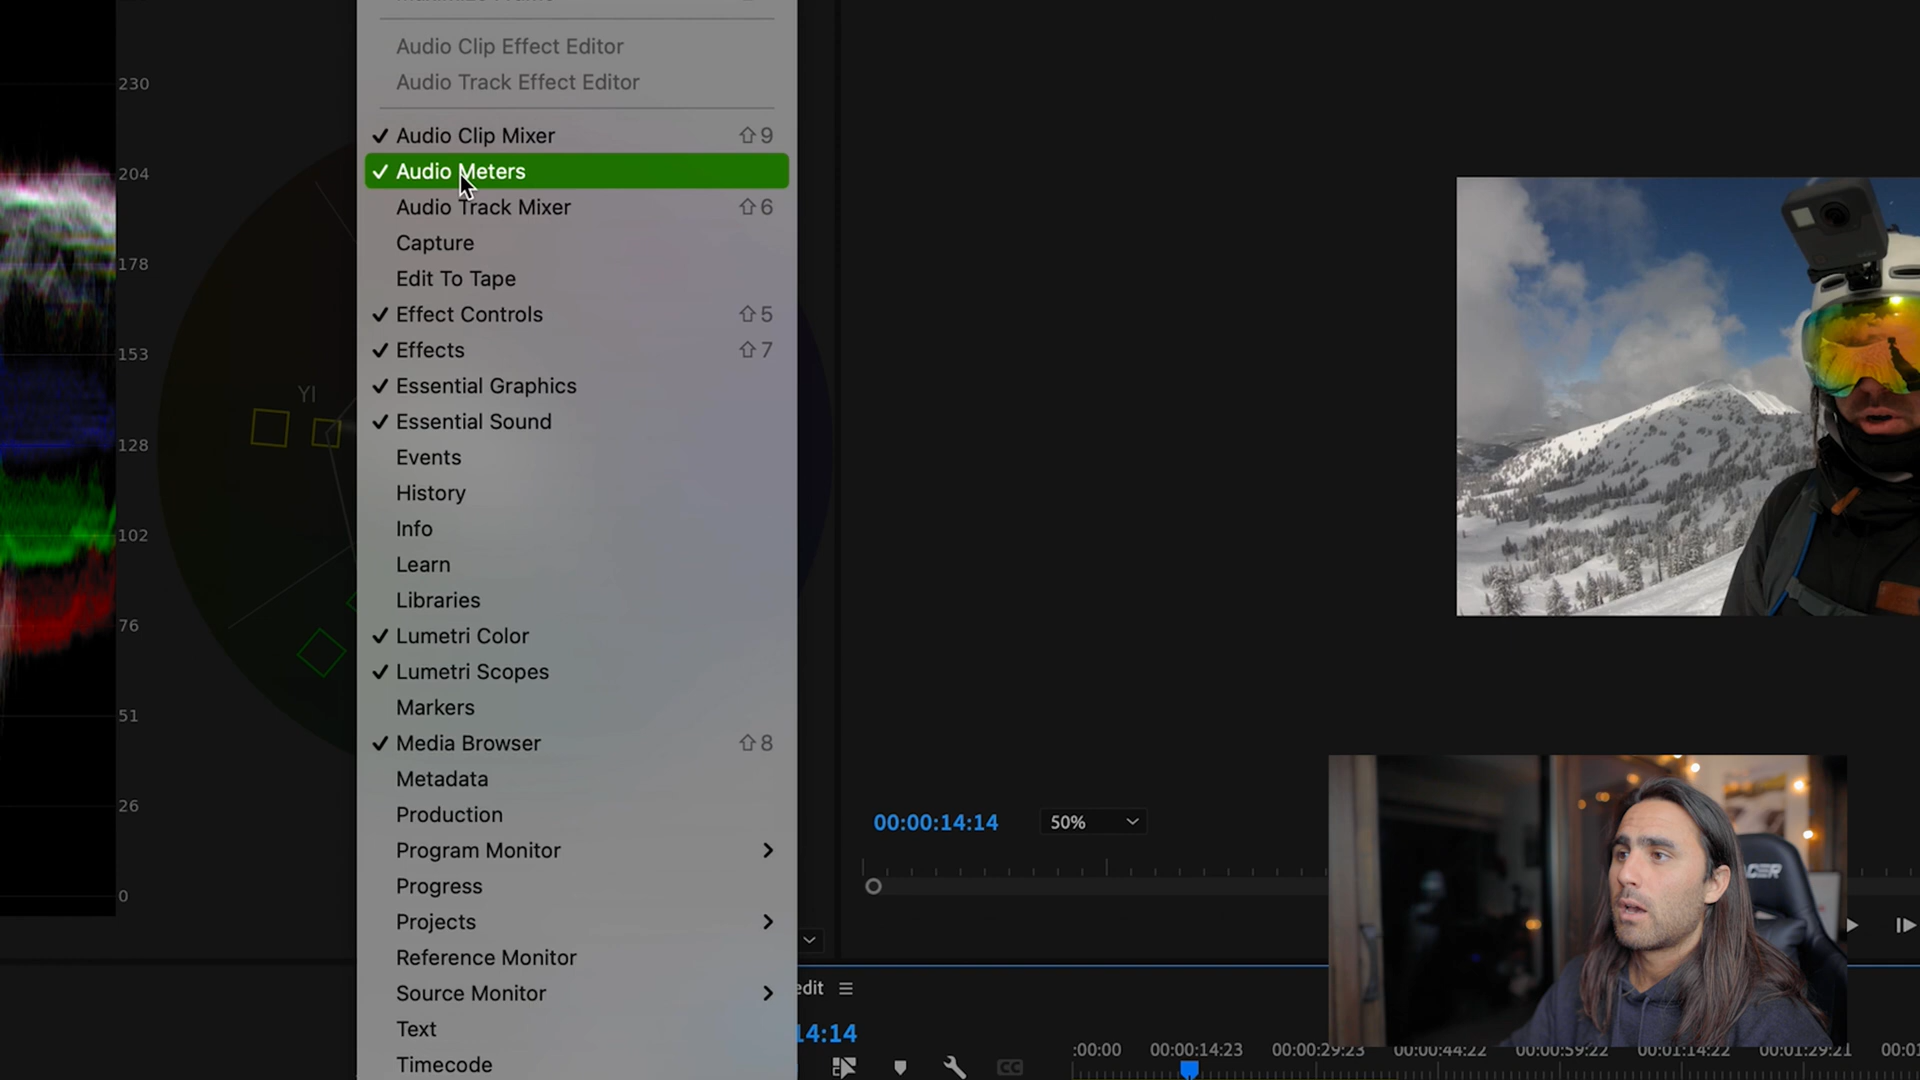 Audio Clip Effect Editor
Audio Track Effect Editor
Audio Clip Mixer ⇧9
Audio Meters
Audio Track Mixer ⇧6
Capture
Edit To Tape
Effect Controls ⇧5
Effects ⇧7
Essential Graphics
Essential Sound
Events
History
Info
Learn
Libraries
Lumetri Color
Lumetri Scopes
Markers
Media Browser ⇧8
Metadata
Production
Program Monitor
Progress
Projects
Reference Monitor
Source Monitor
Text
Timecode
230
204
178
153
128
102
76
51
26
0
Yl
00:00:14:14
50%
edit
14:14
:00:00
00:00:14:23
00:00:29:23
00:00:44:22
00:00:59:22
00:01:14:22
00:01:29:21